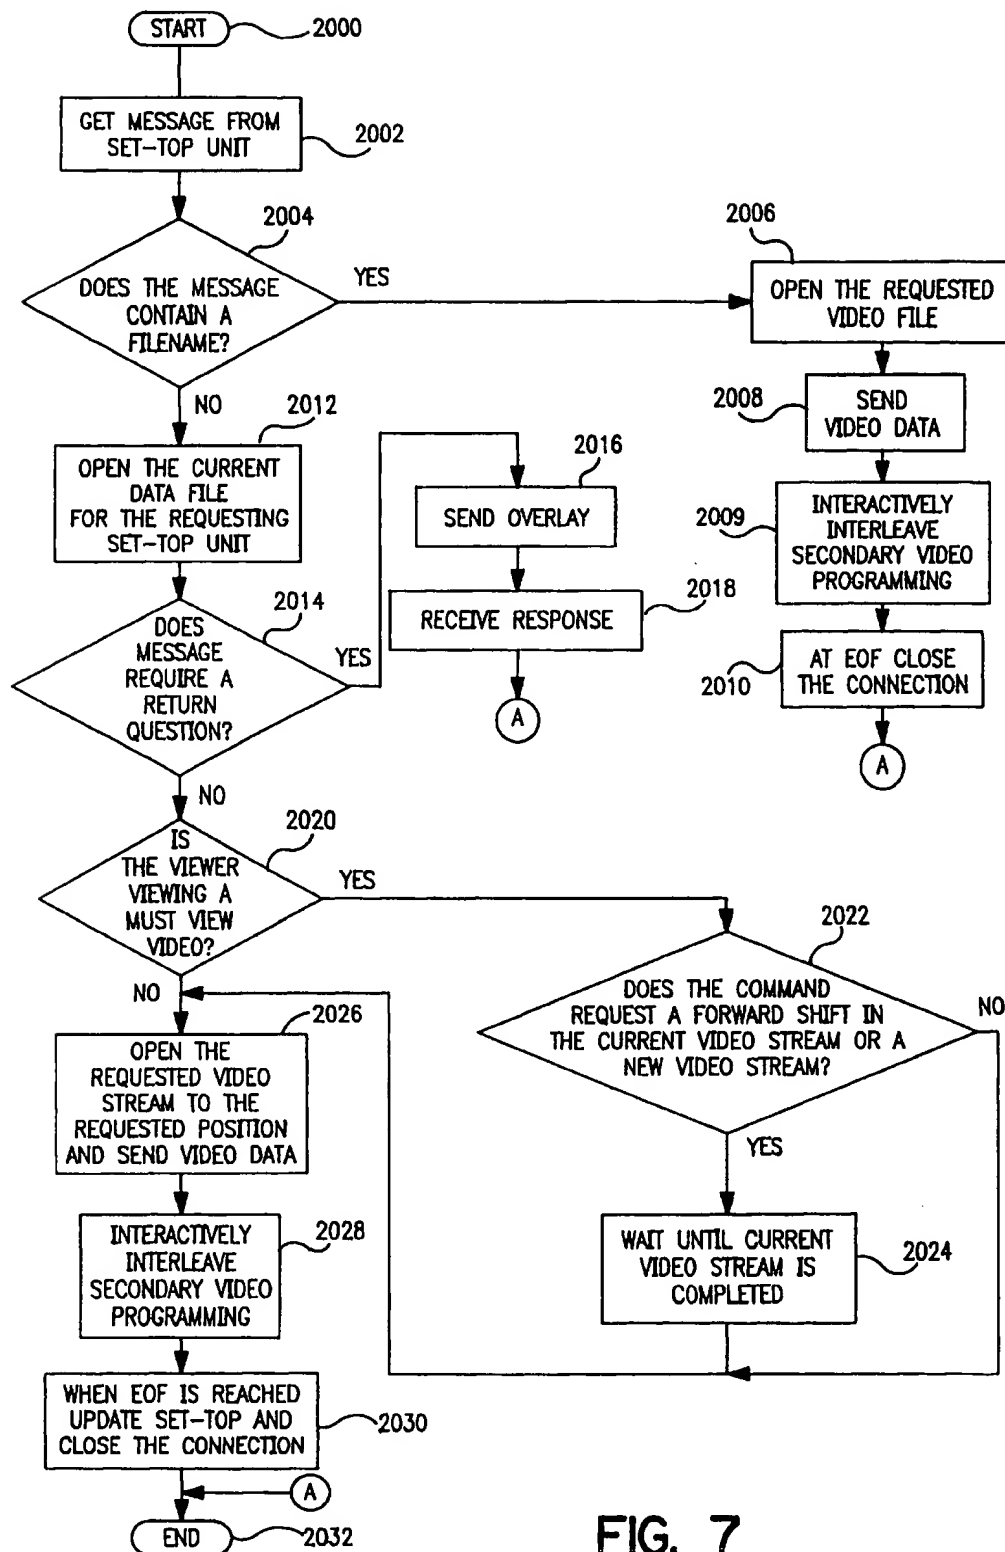 START
2000
GET MESSAGE FROM
SET-TOP UNIT
2002
2004
DOES THE MESSAGE
CONTAIN A
FILENAME?
YES
NO
2006
OPEN THE REQUESTED
VIDEO FILE
2008
SEND
VIDEO DATA
2009
INTERACTIVELY
INTERLEAVE
SECONDARY VIDEO
PROGRAMMING
2010
AT EOF CLOSE
THE CONNECTION
A
2012
OPEN THE CURRENT
DATA FILE
FOR THE REQUESTING
SET-TOP UNIT
2014
DOES
MESSAGE
REQUIRE A
RETURN
QUESTION?
YES
NO
2016
SEND OVERLAY
RECEIVE RESPONSE
2018
A
2020
IS
THE VIEWER
VIEWING A
MUST VIEW
VIDEO?
YES
NO
2022
DOES THE COMMAND
REQUEST A FORWARD SHIFT IN
THE CURRENT VIDEO STREAM OR A
NEW VIDEO STREAM?
NO
YES
WAIT UNTIL CURRENT
VIDEO STREAM IS
COMPLETED
2024
2026
OPEN THE
REQUESTED VIDEO
STREAM TO THE
REQUESTED POSITION
AND SEND VIDEO DATA
INTERACTIVELY
INTERLEAVE
SECONDARY VIDEO
PROGRAMMING
2028
WHEN EOF IS REACHED
UPDATE SET-TOP AND
CLOSE THE CONNECTION
2030
A
END
2032
FIG. 7